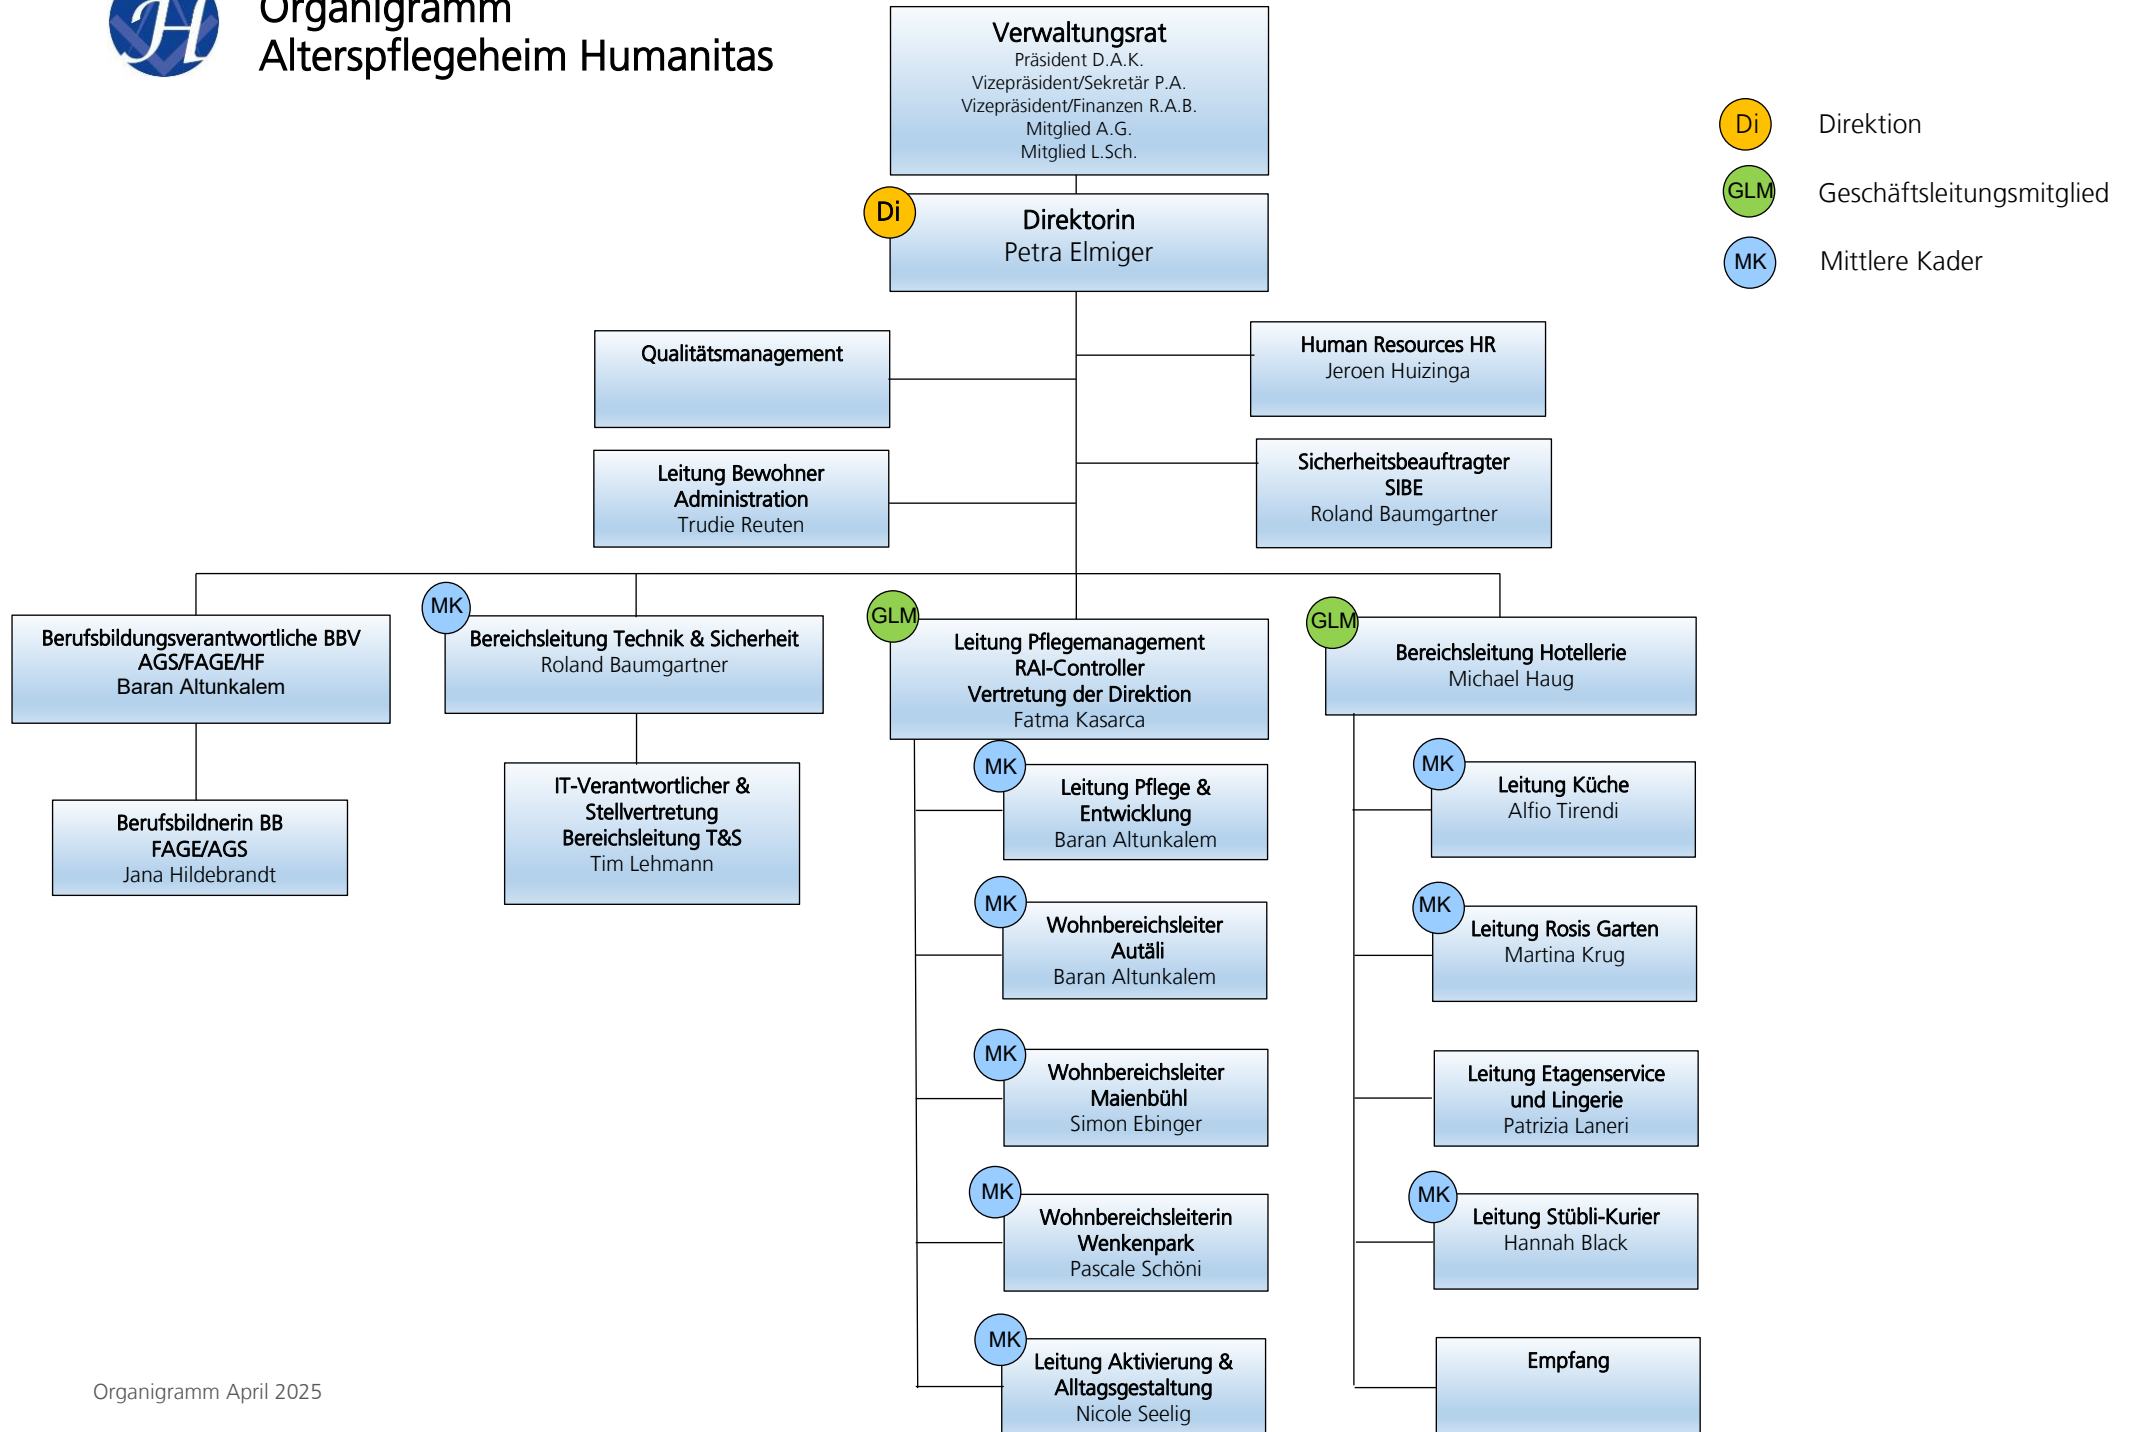 H
Organigramm
Alterspflegeheim Humanitas
Verwaltungsrat
Präsident D.A.K.
Vizepräsident/Sekretär P.A.
Vizepräsident/Finanzen R.A.B.
Mitglied A.G.
Mitglied L.Sch.
Di
Direktion
GLM
Geschäftsleitungsmitglied
MK
Mittlere Kader
Di
Direktorin
Petra Elmiger
Qualitätsmanagement
Human Resources HR
Jeroen Huizinga
Leitung Bewohner
Administration
Trudie Reuten
Sicherheitsbeauftragter
SIBE
Roland Baumgartner
Berufsbildungsverantwortliche BBV
AGS/FAGE/HF
Baran Altunkalem
Berufsbildnerin BB
FAGE/AGS
Jana Hildebrandt
MK
Bereichsleitung Technik & Sicherheit
Roland Baumgartner
IT-Verantwortlicher &
Stellvertretung
Bereichsleitung T&S
Tim Lehmann
GLM
Leitung Pflegemanagement
RAI-Controller
Vertretung der Direktion
Fatma Kasarca
MK
Leitung Pflege &
Entwicklung
Baran Altunkalem
MK
Wohnbereichsleiter
Autäli
Baran Altunkalem
MK
Wohnbereichsleiter
Maienbühl
Simon Ebinger
MK
Wohnbereichsleiterin
Wenkenpark
Pascale Schöni
MK
Leitung Aktivierung &
Alltagsgestaltung
Nicole Seelig
GLM
Bereichsleitung Hotellerie
Michael Haug
MK
Leitung Küche
Alfio Tirendi
MK
Leitung Rosis Garten
Martina Krug
Leitung Etagenservice
und Lingerie
Patrizia Laneri
MK
Leitung Stübli-Kurier
Hannah Black
Empfang
Organigramm April 2025